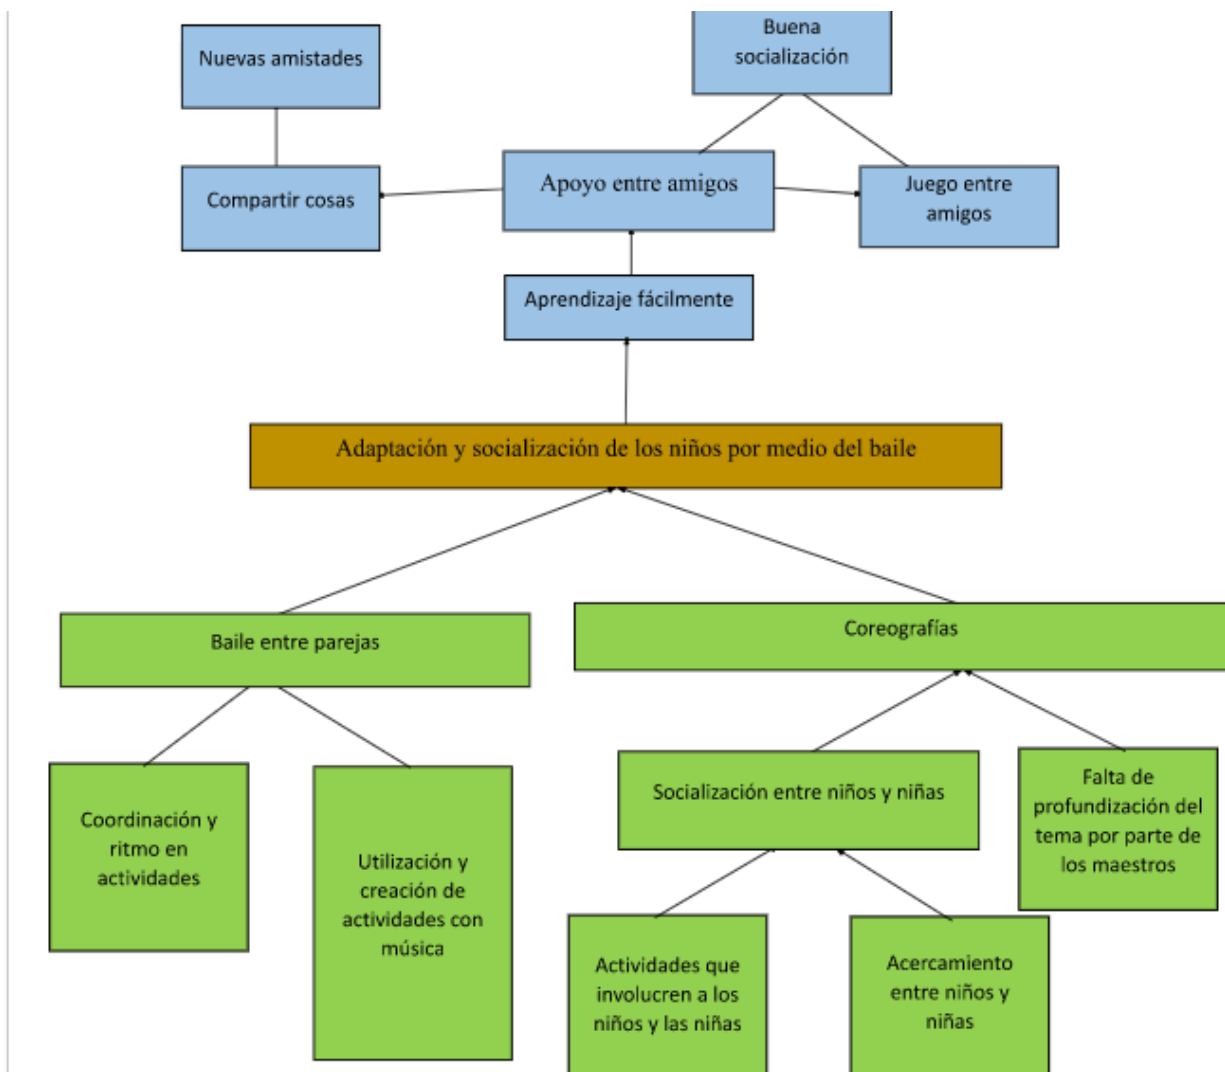 Buena
socialización
Nuevas amistades
Apoyo entre amigos
Compartir cosas
Juego entre
amigos
Aprendizaje fácilmente
Adaptación y socialización de los niños por medio del baile
Baile entre parejas
Coreografías
Coordinación y
ritmo en
actividades
Utilización y
creación de
actividades con
música
Socialización entre niños y niñas
Falta de
profundización del
tema por parte de
los maestros
Actividades que
involucren a los
niños y las niñas
Acercamiento
entre niños y
niñas